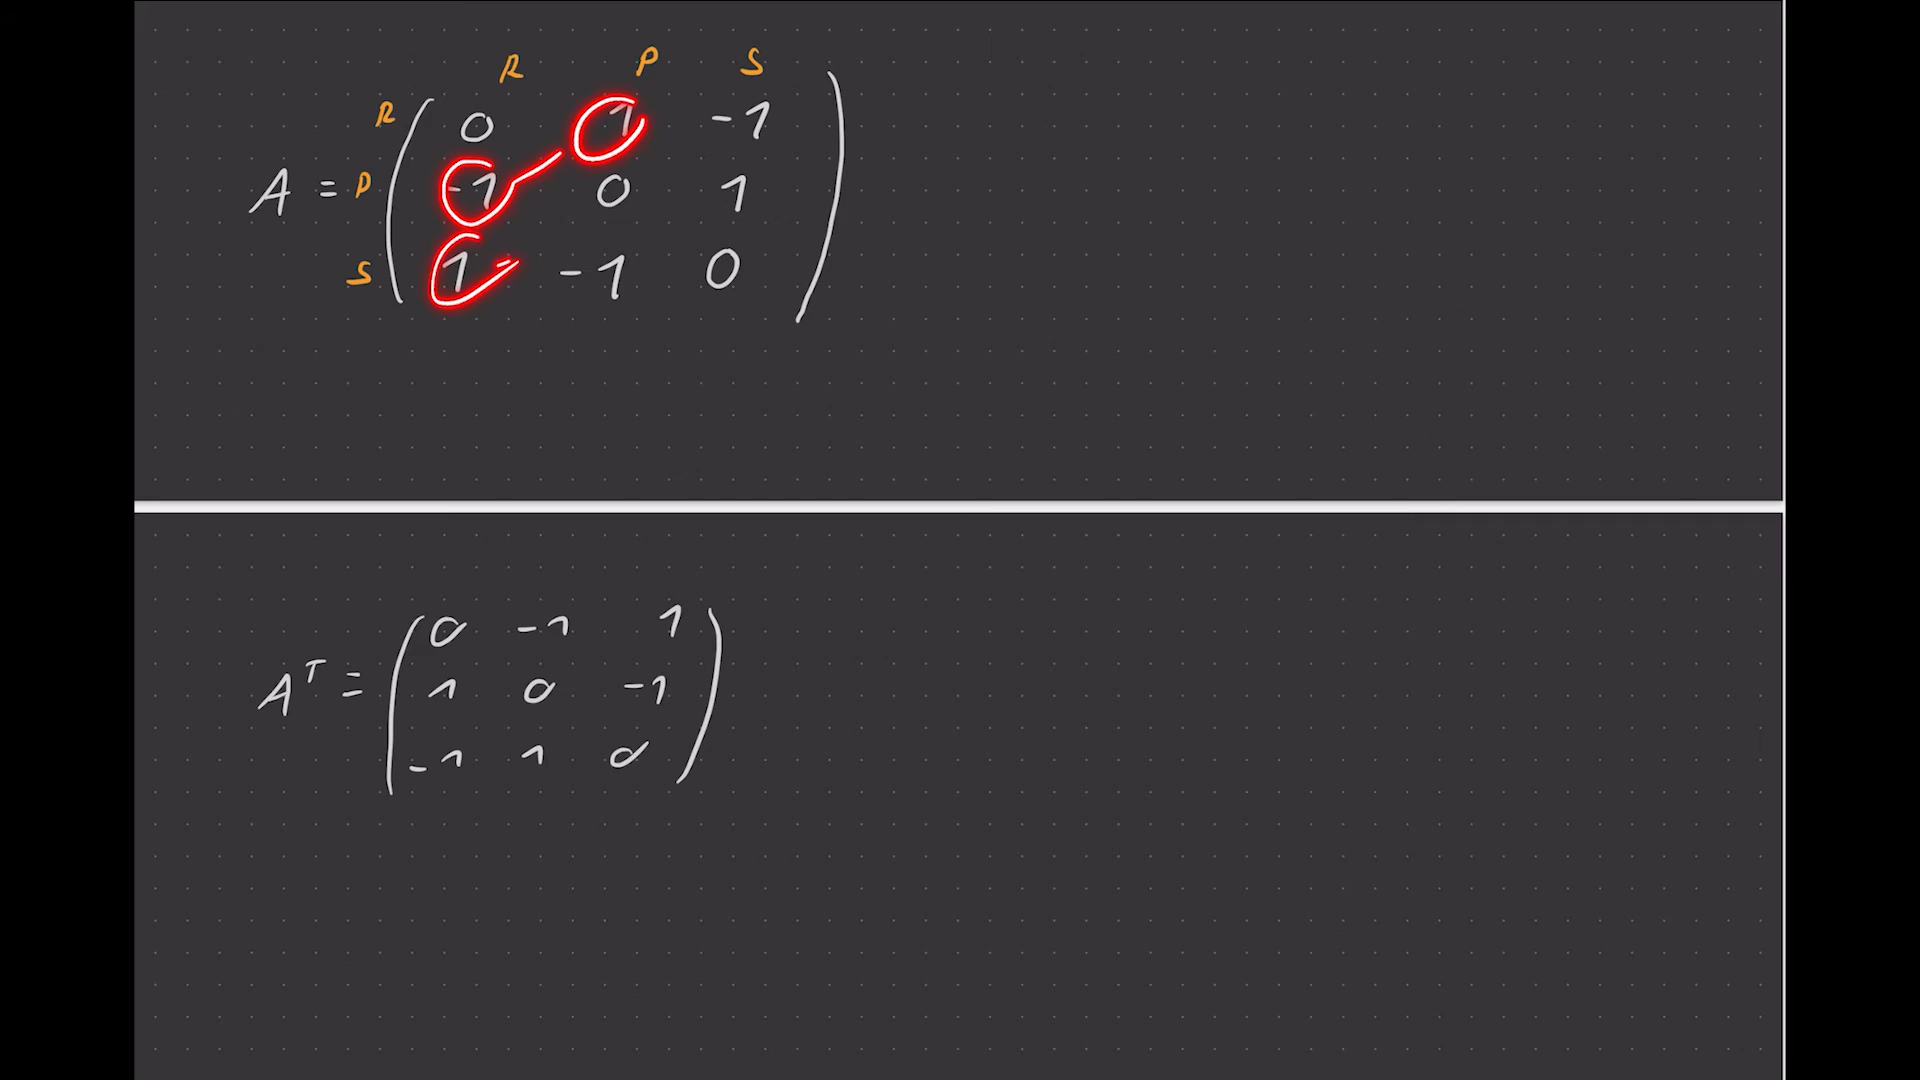 R P S
R 0 1 -1
A = P -1 0 1
S 1 -1 0
0 -1 1
A^T = 1 0 -1
-1 1 0